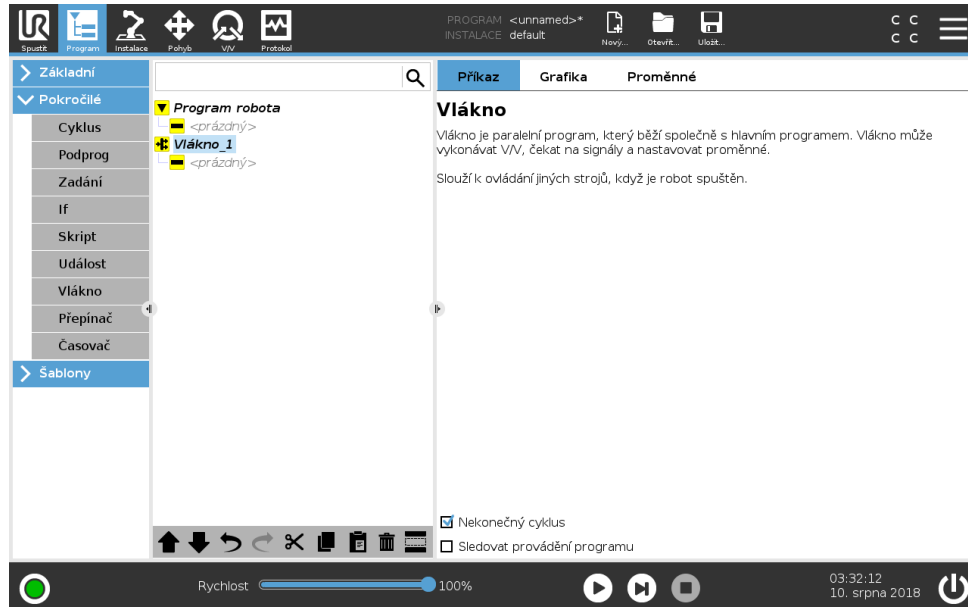 PROGRAM <unnamed>*
INSTALACE default
Nový...
Otevřít...
Uložit...
C C
C C
UR
Spustit
Program
Instalace
Pohyb
V/V
Protokol
Základní
Pokročilé
Cyklus
Podprog
Zadání
If
Skript
Událost
Vlákno
Přepínač
Časovač
Šablony
Program robota
<prázdný>
Vlákno_1
<prázdný>
Příkaz
Grafika
Proměnné
Vlákno
Vlákno je paralelní program, který běží společně s hlavním programem. Vlákno může
vykonávat V/V, čekat na signály a nastavovat proměnné.
Slouží k ovládání jiných strojů, když je robot spuštěn.
Nekonečný cyklus
Sledovat provádění programu
Rychlost
100%
03:32:12
10. srpna 2018